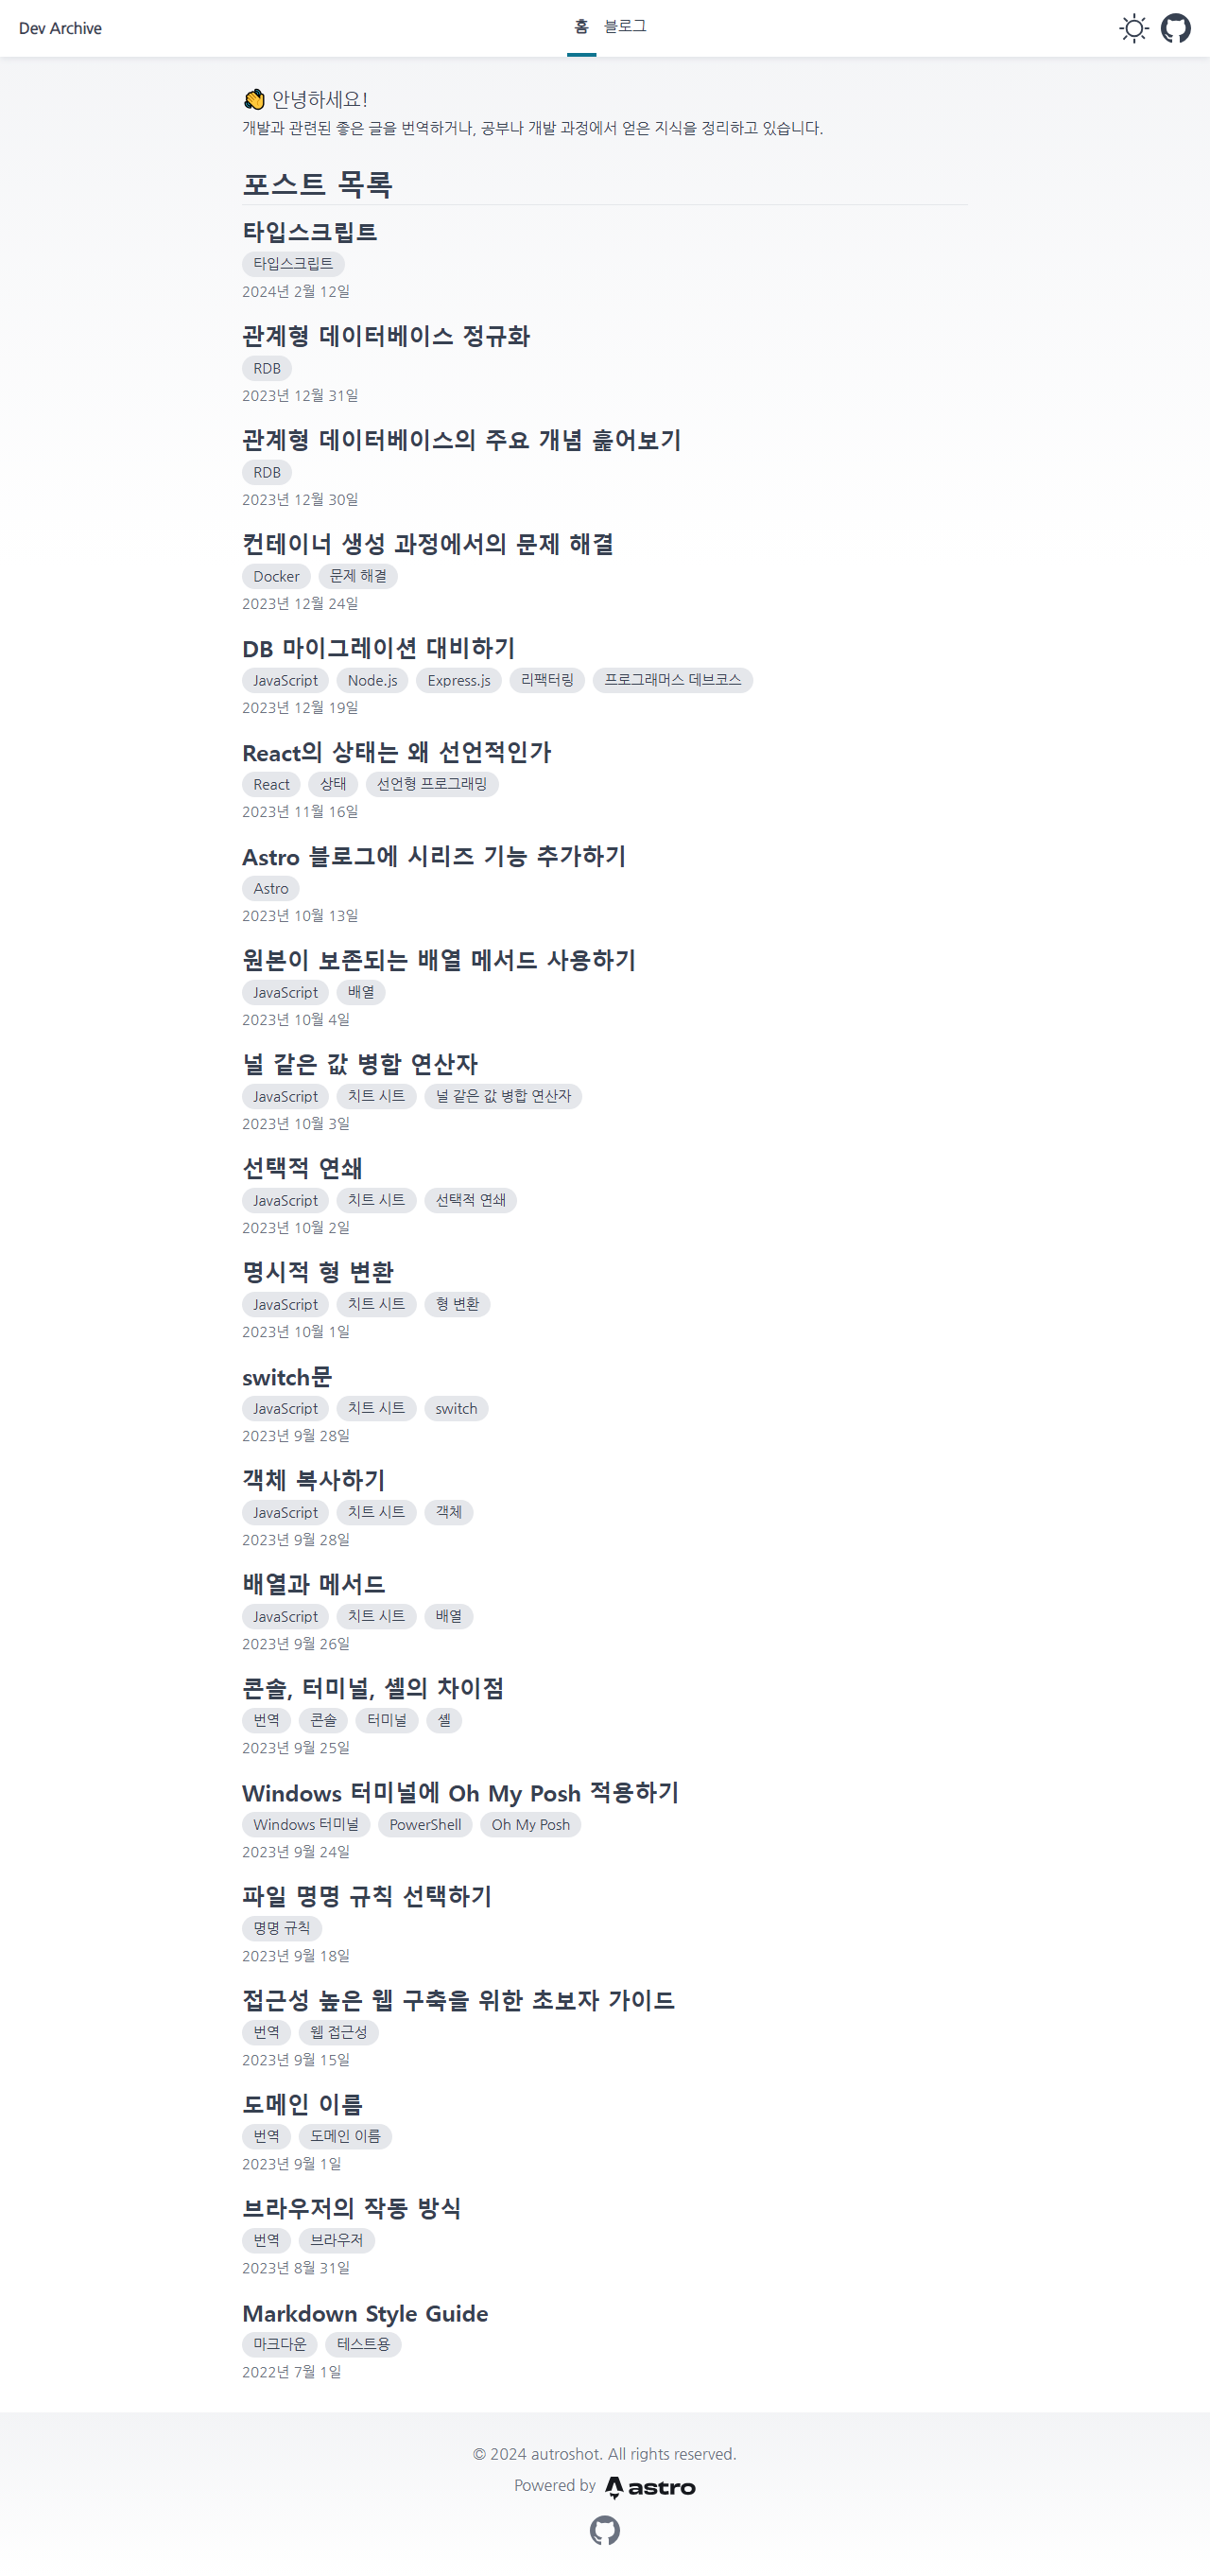 Dev Archive
홈 블로그
👋 안녕하세요!
개발과 관련된 좋은 글을 번역하거나, 공부나 개발 과정에서 얻은 지식을 정리하고 있습니다.
포스트 목록
타입스크립트
타입스크립트
2024년 2월 12일
관계형 데이터베이스 정규화
RDB
2023년 12월 31일
관계형 데이터베이스의 주요 개념 훑어보기
RDB
2023년 12월 30일
컨테이너 생성 과정에서의 문제 해결
Docker 문제 해결
2023년 12월 24일
DB 마이그레이션 대비하기
JavaScript Node.js Express.js 리팩터링 프로그래머스 데브코스
2023년 12월 19일
React의 상태는 왜 선언적인가
React 상태 선언형 프로그래밍
2023년 11월 16일
Astro 블로그에 시리즈 기능 추가하기
Astro
2023년 10월 13일
원본이 보존되는 배열 메서드 사용하기
JavaScript 배열
2023년 10월 4일
널 같은 값 병합 연산자
JavaScript 치트 시트 널 같은 값 병합 연산자
2023년 10월 3일
선택적 연쇄
JavaScript 치트 시트 선택적 연쇄
2023년 10월 2일
명시적 형 변환
JavaScript 치트 시트 형 변환
2023년 10월 1일
switch문
JavaScript 치트 시트 switch
2023년 9월 28일
객체 복사하기
JavaScript 치트 시트 객체
2023년 9월 28일
배열과 메서드
JavaScript 치트 시트 배열
2023년 9월 26일
콘솔, 터미널, 셸의 차이점
번역 콘솔 터미널 셸
2023년 9월 25일
Windows 터미널에 Oh My Posh 적용하기
Windows 터미널 PowerShell Oh My Posh
2023년 9월 24일
파일 명명 규칙 선택하기
명명 규칙
2023년 9월 18일
접근성 높은 웹 구축을 위한 초보자 가이드
번역 웹 접근성
2023년 9월 15일
도메인 이름
번역 도메인 이름
2023년 9월 1일
브라우저의 작동 방식
번역 브라우저
2023년 8월 31일
Markdown Style Guide
마크다운 테스트용
2022년 7월 1일
© 2024 autroshot. All rights reserved.
Powered by astro